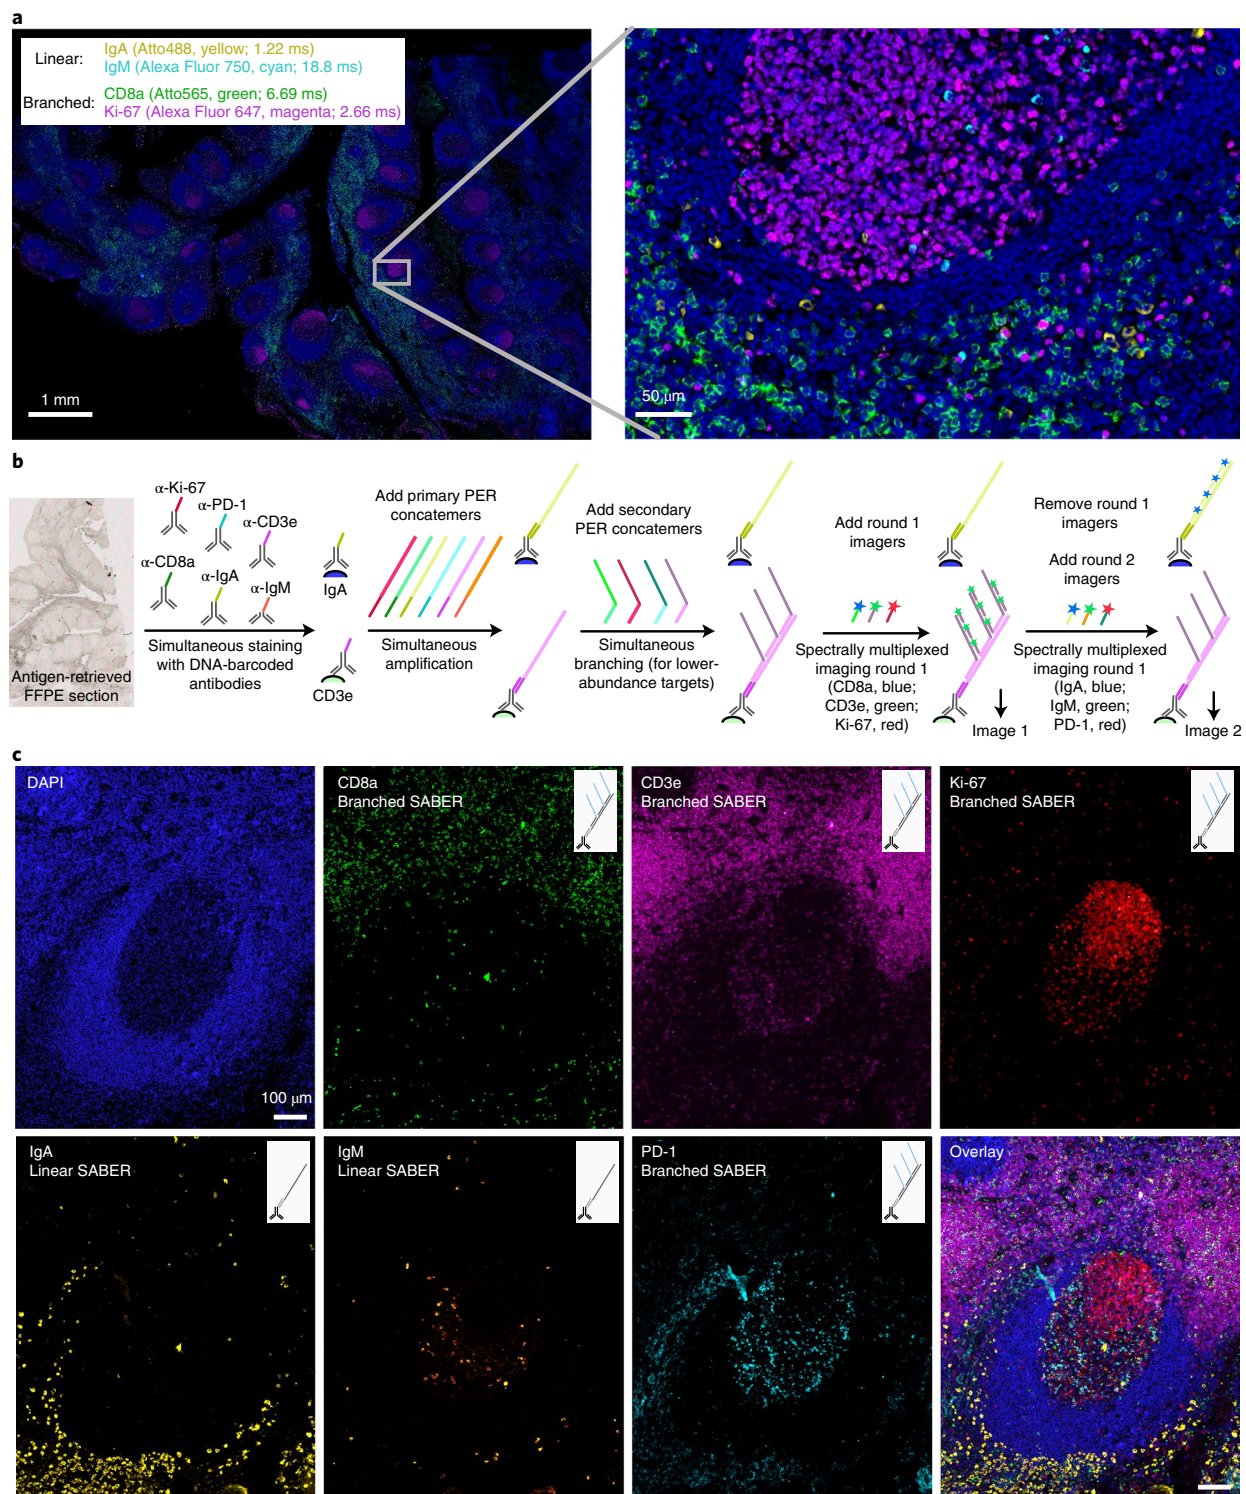 a
Linear:
IgA (Atto488, yellow; 1.22 ms)
IgM (Alexa Fluor 750, cyan; 18.8 ms)
Branched:
CD8a (Atto565, green; 6.69 ms)
Ki-67 (Alexa Fluor 647, magenta; 2.66 ms)
1 mm
50 μm
b
Antigen-retrieved
FFPE section
α-Ki-67
α-PD-1
α-CD3e
α-CD8a
α-IgA
α-IgM
Simultaneous staining
with DNA-barcoded
antibodies
IgA
CD3e
Add primary PER
concatemers
Simultaneous
amplification
Add secondary
PER concatemers
Simultaneous
branching (for lower-
abundance targets)
Add round 1
imagers
Spectrally multiplexed
imaging round 1
(CD8a, blue;
CD3e, green;
Ki-67, red)
Image 1
Remove round 1
imagers
Add round 2
imagers
Spectrally multiplexed
imaging round 1
(IgA, blue;
IgM, green;
PD-1, red)
Image 2
c
DAPI
100 μm
CD8a
Branched SABER
CD3e
Branched SABER
Ki-67
Branched SABER
IgA
Linear SABER
IgM
Linear SABER
PD-1
Branched SABER
Overlay